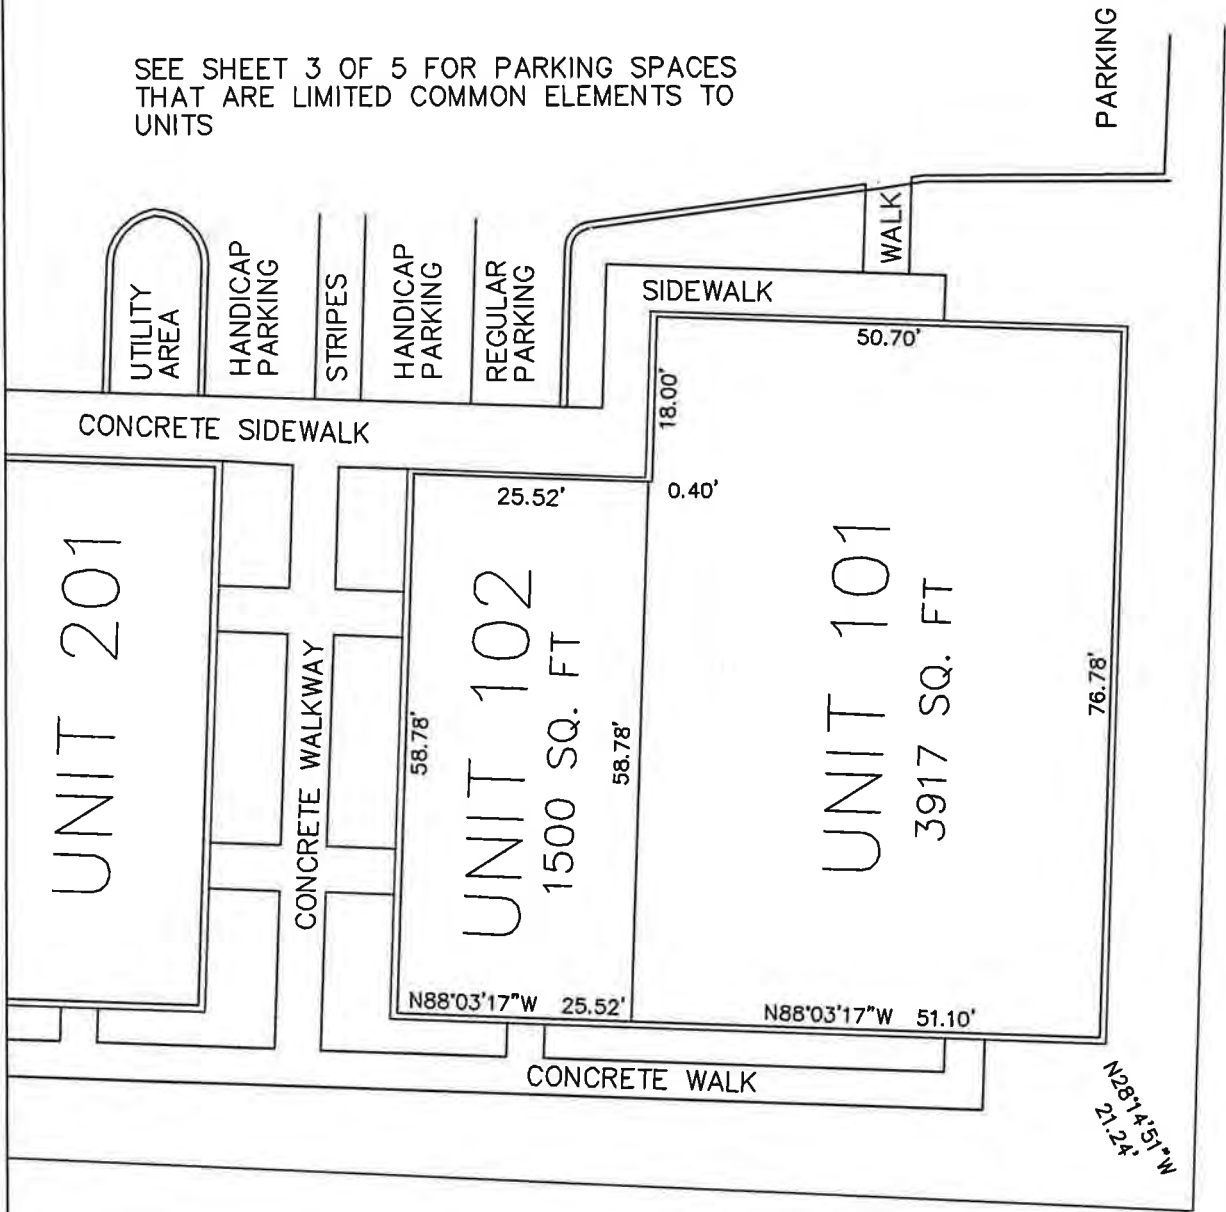 SEE SHEET 3 OF 5 FOR PARKING SPACES
THAT ARE LIMITED COMMON ELEMENTS TO
UNITS
PARKING
UTILITY
AREA
HANDICAP
PARKING
STRIPES
HANDICAP
PARKING
REGULAR
PARKING
WALK
SIDEWALK
50.70'
18.00'
CONCRETE SIDEWALK
25.52'
0.40'
UNIT 201
CONCRETE WALKWAY
58.78'
UNIT 102
1500 SQ. FT
58.78'
UNIT 101
3917 SQ. FT
76.78'
N88°03'17"W 25.52'
N88°03'17"W 51.10'
CONCRETE WALK
N28°14'51"W
21.24'